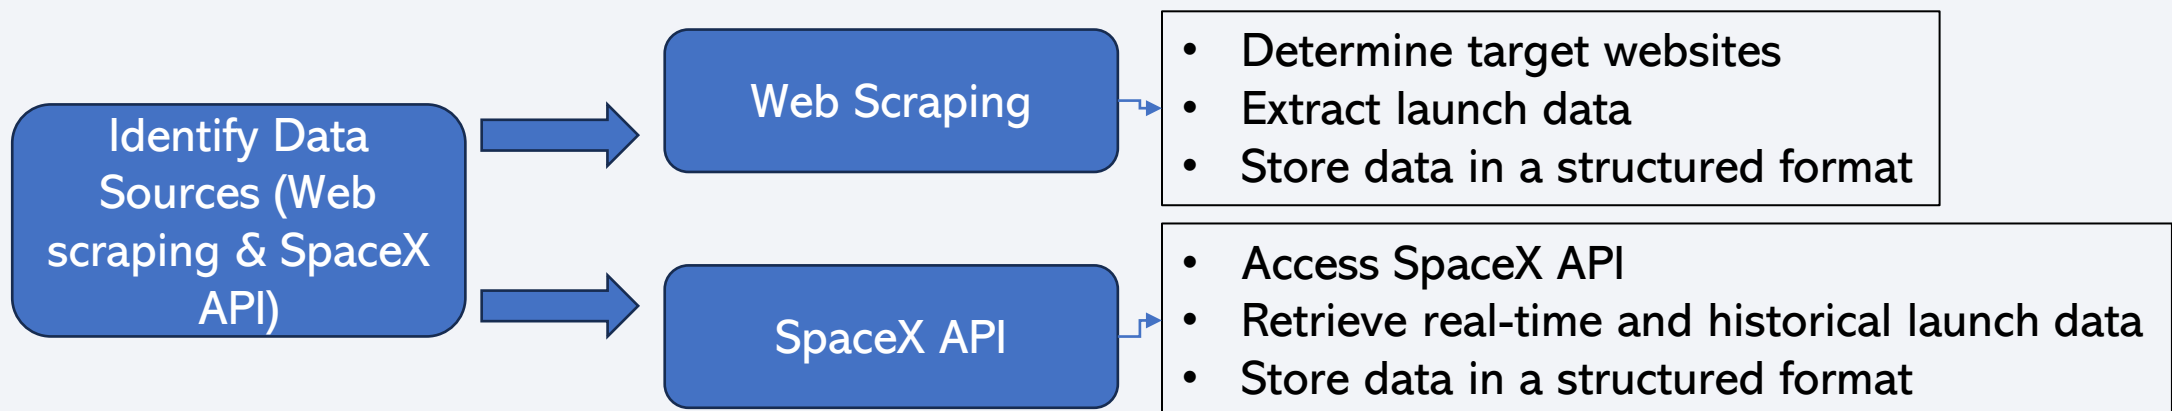 Identify Data
Sources (Web
scraping & SpaceX
API)
Web Scraping
• Determine target websites
• Extract launch data
• Store data in a structured format
SpaceX API
• Access SpaceX API
• Retrieve real-time and historical launch data
• Store data in a structured format